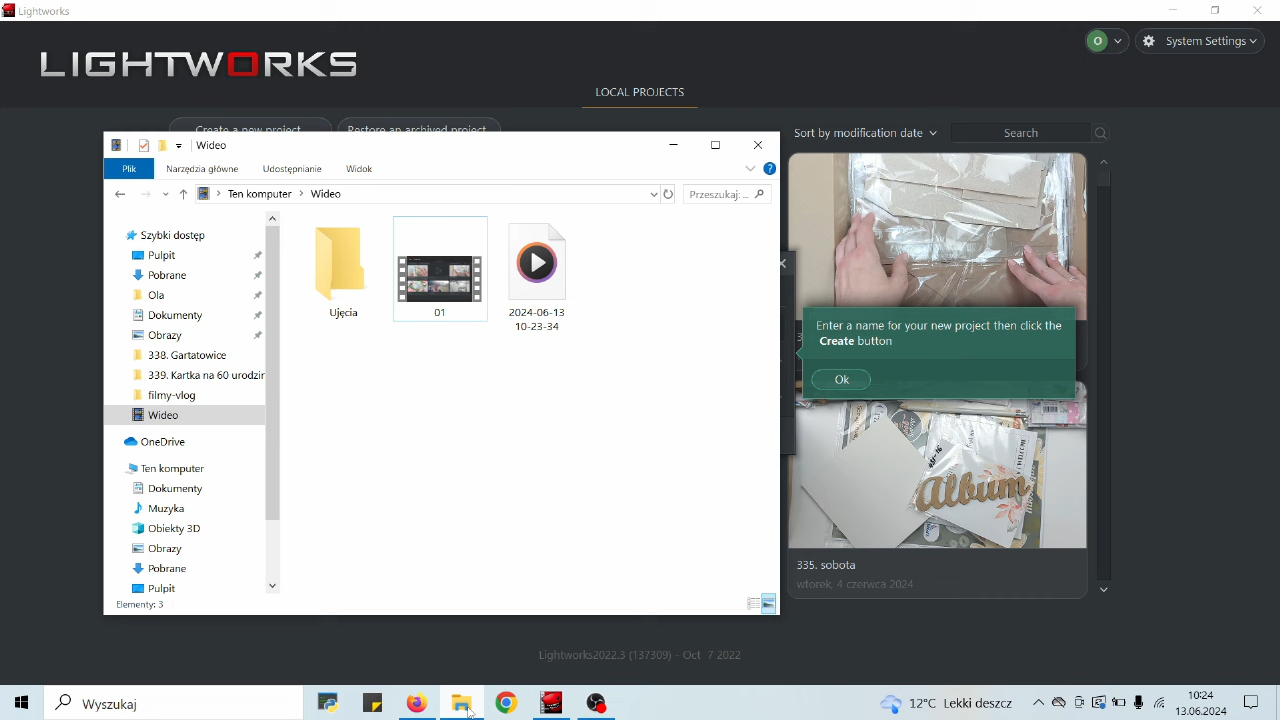 Lightworks
LIGHTWORKS
O
System Settings
LOCAL PROJECTS
Create a new project
Restore an archived project
Sort by modification date
Search
Wideo
Plik
Narzędzia główne
Udostępnianie
Widok
Ten komputer
Wideo
Przeszukaj: ...
Szybki dostęp
Pulpit
Pobrane
Ola
Dokumenty
Obrazy
338. Gartatowice
339. Kartka na 60 urodzir
filmy-vlog
Wideo
OneDrive
Ten komputer
Dokumenty
Muzyka
Obiekty 3D
Obrazy
Pobrane
Pulpit
Ujęcia
01
2024-06-13
10-23-34
Elementy: 3
Enter a name for your new project then click the
Create button
Ok
Album
335. sobota
wtorek, 4 czerwca 2024
Lightworks2022.3 (137309) - Oct 7 2022
Wyszukaj
12°C Lekki deszcz
10:24
13.06.2024